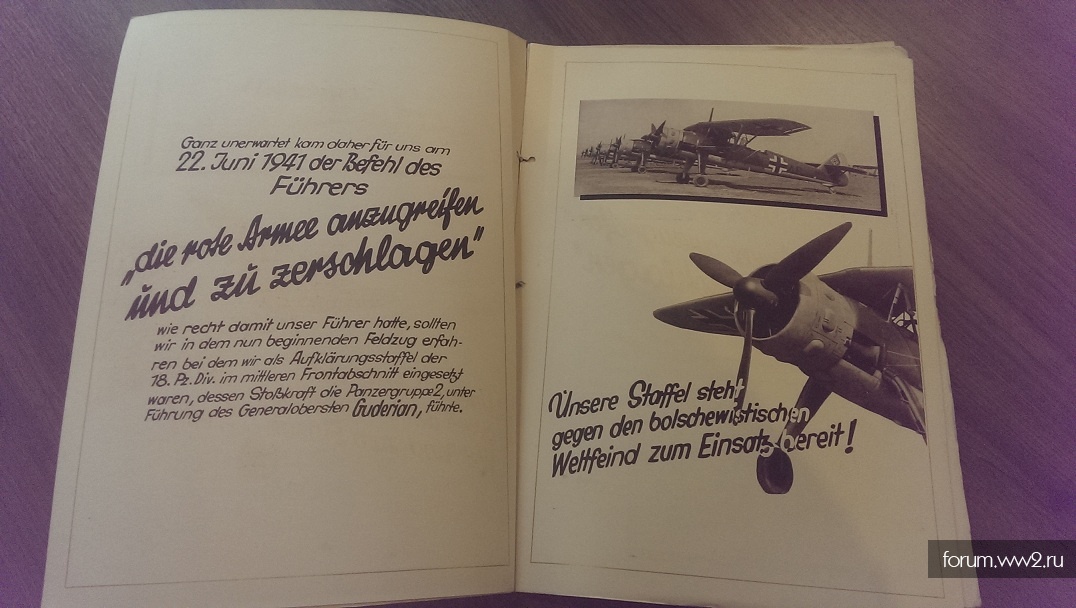 Ganz unerwartet kam daher für uns am
22. Juni 1941 der Befehl des
Führers
„die rote Armee anzugreifen
und zu zerschlagen"
wie recht damit unser Führer hatte, sollten
wir in dem nun beginnenden Feldzug erfah-
ren bei dem wir als Aufklärungsstaffel der
18. Pz. Div. im mittleren Frontabschnitt eingesetzt
waren, dessen Stoßkraft die Panzergruppe 2, unter
Führung des Generalobersten Guderian, führte.
Unsere Staffel steht
gegen den bolschewistischen
Weltfeind zum Einsatz bereit!
forum.ww2.ru